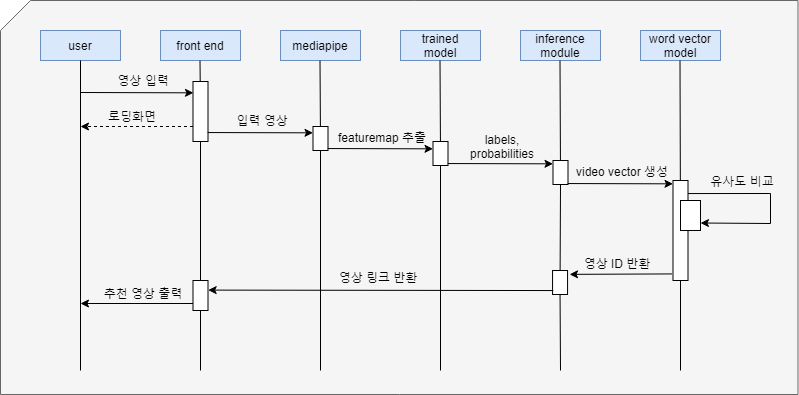 user
front end
mediapipe
trained
model
inference
module
word vector
model
영상 입력
로딩화면
입력 영상
featuremap 추출
labels,
probabilities
video vector 생성
유사도 비교
영상 ID 반환
영상 링크 반환
추천 영상 출력